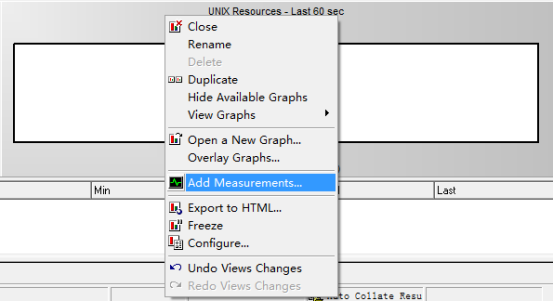 UNIX Resources - Last 60 sec
Close
Rename
Delete
Duplicate
Hide Available Graphs
View Graphs
Open a New Graph...
Overlay Graphs...
Add Measurements...
Min
Last
Export to HTML...
Freeze
Configure...
Undo Views Changes
Redo Views Changes
uto Collate Resu